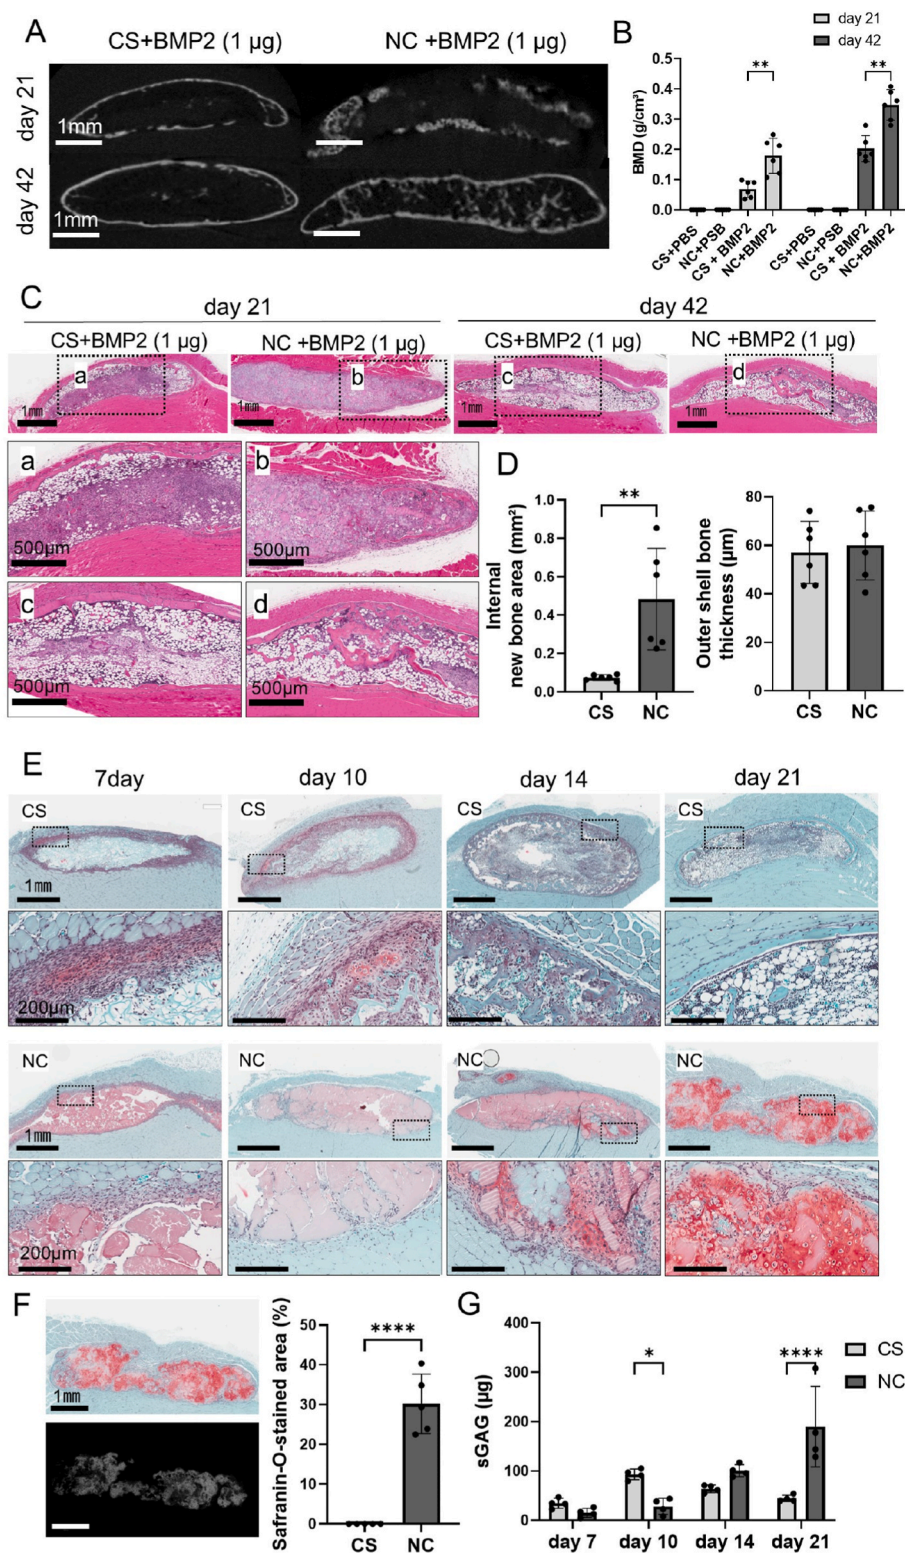 A
CS+BMP2 (1 µg)
NC +BMP2 (1 µg)
day 21
1mm
day 42
1mm
B
day 21
day 42
BMD (g/cm³)
0.5
0.4
0.3
0.2
0.1
0.0
**
**
CS+PBS
NC+PSB
CS + BMP2
NC+BMP2
CS+PBS
NC+PSB
CS + BMP2
NC+BMP2
C
day 21
day 42
CS+BMP2 (1 µg)
NC +BMP2 (1 µg)
CS+BMP2 (1 µg)
NC +BMP2 (1 µg)
a
1mm
b
1mm
c
1mm
d
1mm
a
500µm
b
500µm
c
500µm
d
500µm
D
Internal
new bone area (mm²)
1.0
0.8
0.6
0.4
0.2
0.0
**
CS
NC
Outer shell bone
thickness (µm)
80
60
40
20
0
CS
NC
E
7day
day 10
day 14
day 21
CS
1mm
CS
CS
CS
200µm
NC
1mm
NC
NC
NC
200µm
F
1mm
Safranin-O-stained area (%)
50
40
30
20
10
0
****
CS
NC
G
sGAG (µg)
400
300
200
100
0
*
****
day 7
day 10
day 14
day 21
CS
NC